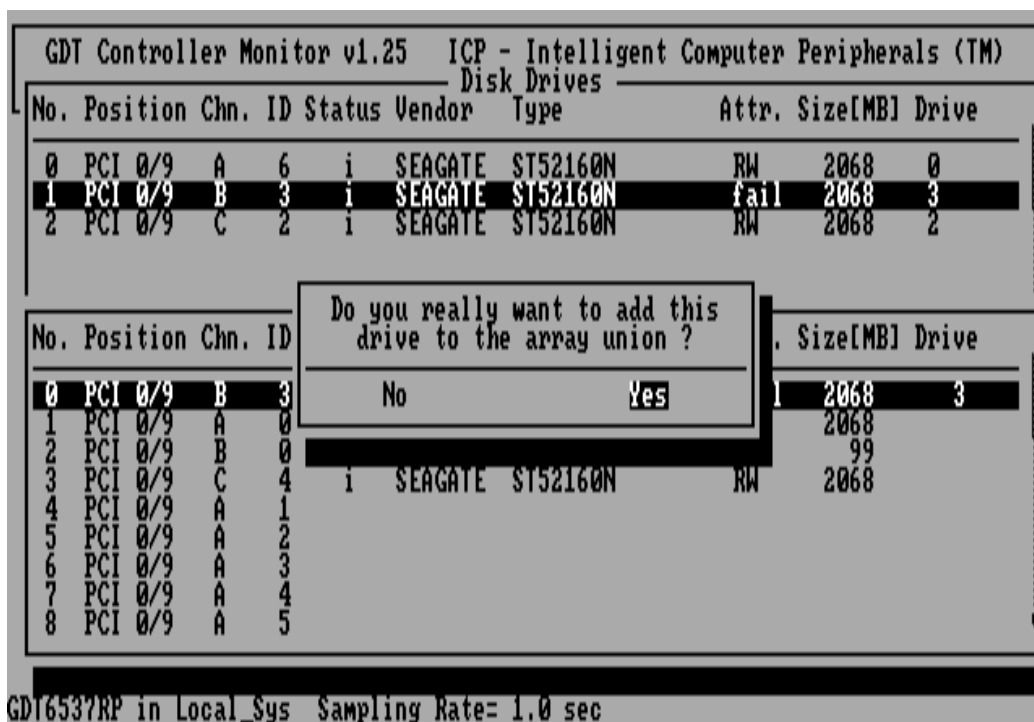 GDT Controller Monitor v1.25 ICP - Intelligent Computer Peripherals (TM)
Disk Drives
No. Position Chn. ID Status Vendor Type Attr. Size[MB] Drive
0 PCI 0/9 A 6 i SEAGATE ST52160N RW 2068 0
1 PCI 0/9 B 3 i SEAGATE ST52160N fail 2068 3
2 PCI 0/9 C 2 i SEAGATE ST52160N RW 2068 2
Do you really want to add this
drive to the array union ?
No Yes
No. Position Chn. ID . Size[MB] Drive
0 PCI 0/9 B 3 l 2068 3
1 PCI 0/9 A 0 2068
2 PCI 0/9 B 0 99
3 PCI 0/9 C 4 i SEAGATE ST52160N RW 2068
4 PCI 0/9 A 1
5 PCI 0/9 A 2
6 PCI 0/9 A 3
7 PCI 0/9 A 4
8 PCI 0/9 A 5
GDT6537RP in Local_Sys Sampling Rate= 1.0 sec